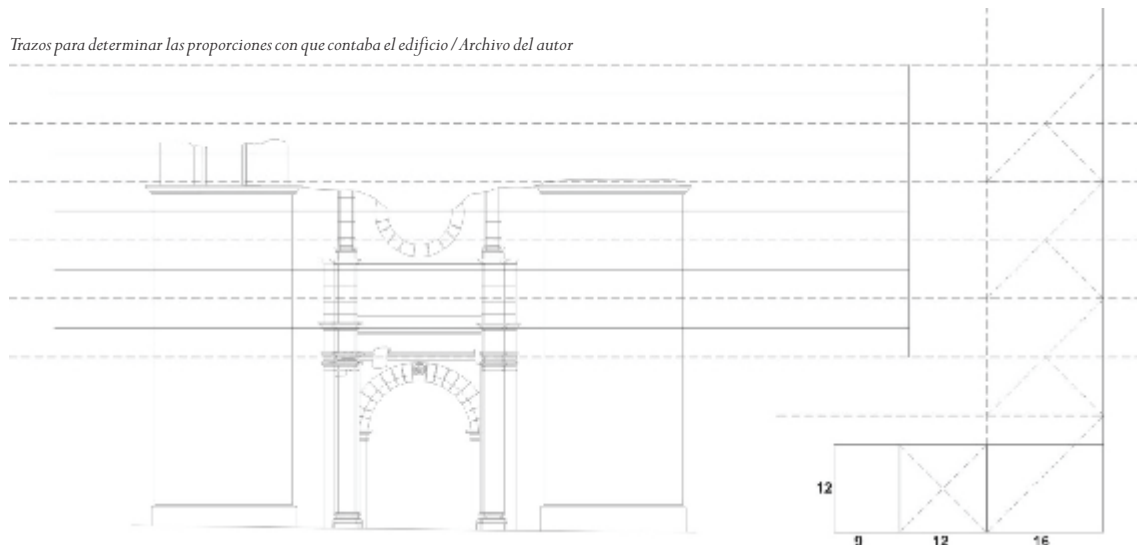 Trazos para determinar las proporciones con que contaba el edificio / Archivo del autor
12
9 12 16